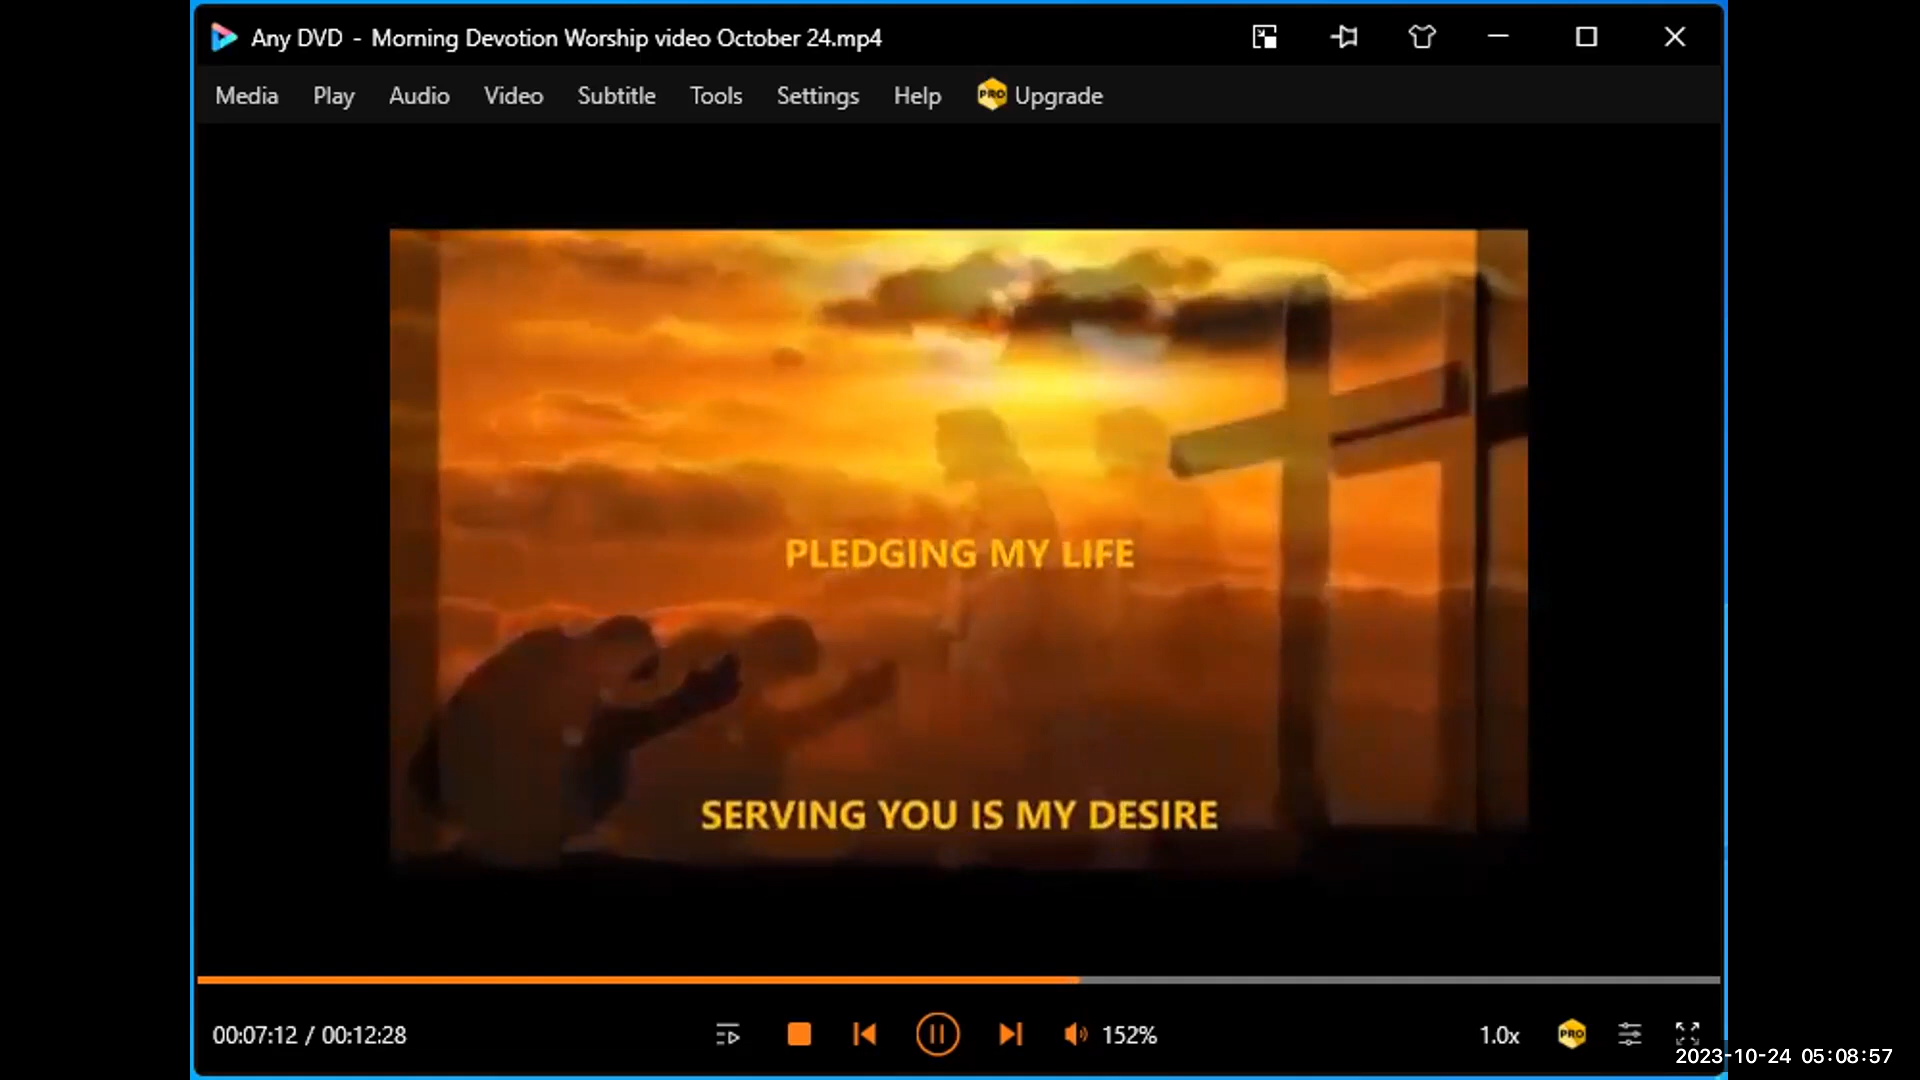 Any DVD - Morning Devotion Worship video October 24.mp4
Media Play Audio Video Subtitle Tools Settings Help PRO Upgrade
PLEDGING MY LIFE
SERVING YOU IS MY DESIRE
00:07:12 / 00:12:28 152% 1.0x PRO
2023-10-24 05:08:57